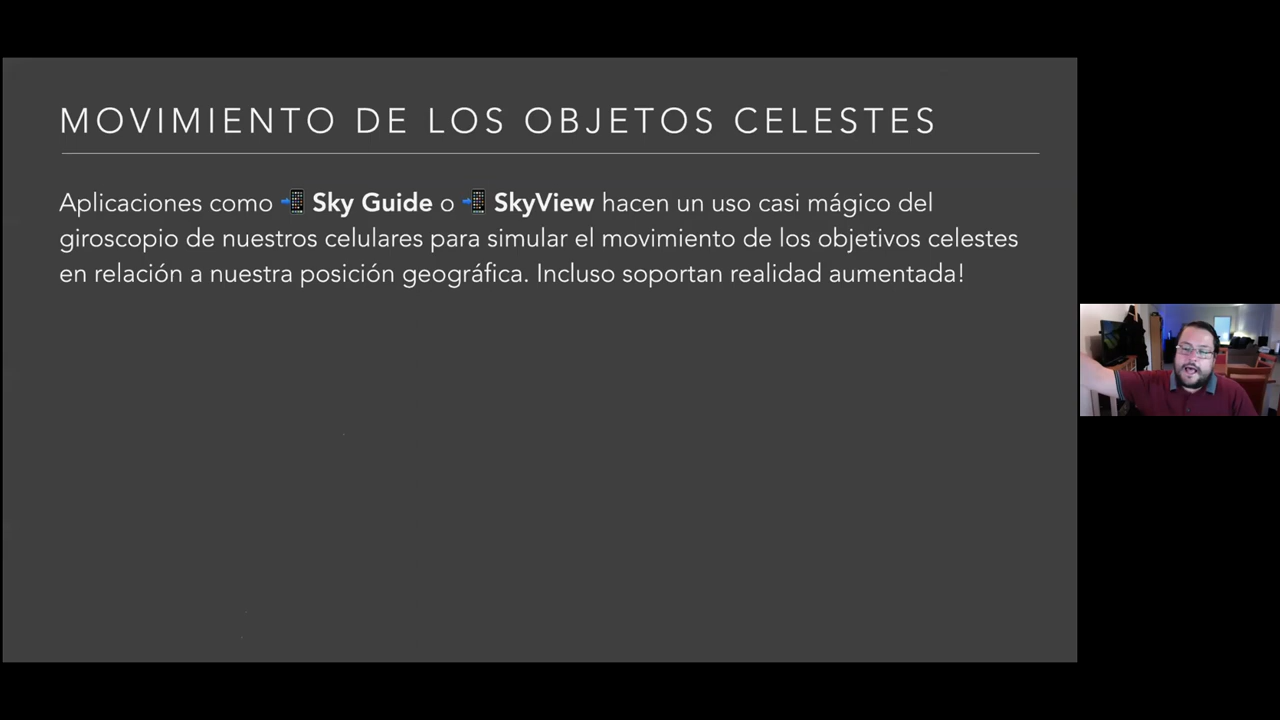 MOVIMIENTO DE LOS OBJETOS CELESTES
Aplicaciones como 📲 Sky Guide o 📲 SkyView hacen un uso casi mágico del
giroscopio de nuestros celulares para simular el movimiento de los objetivos celestes
en relación a nuestra posición geográfica. Incluso soportan realidad aumentada!